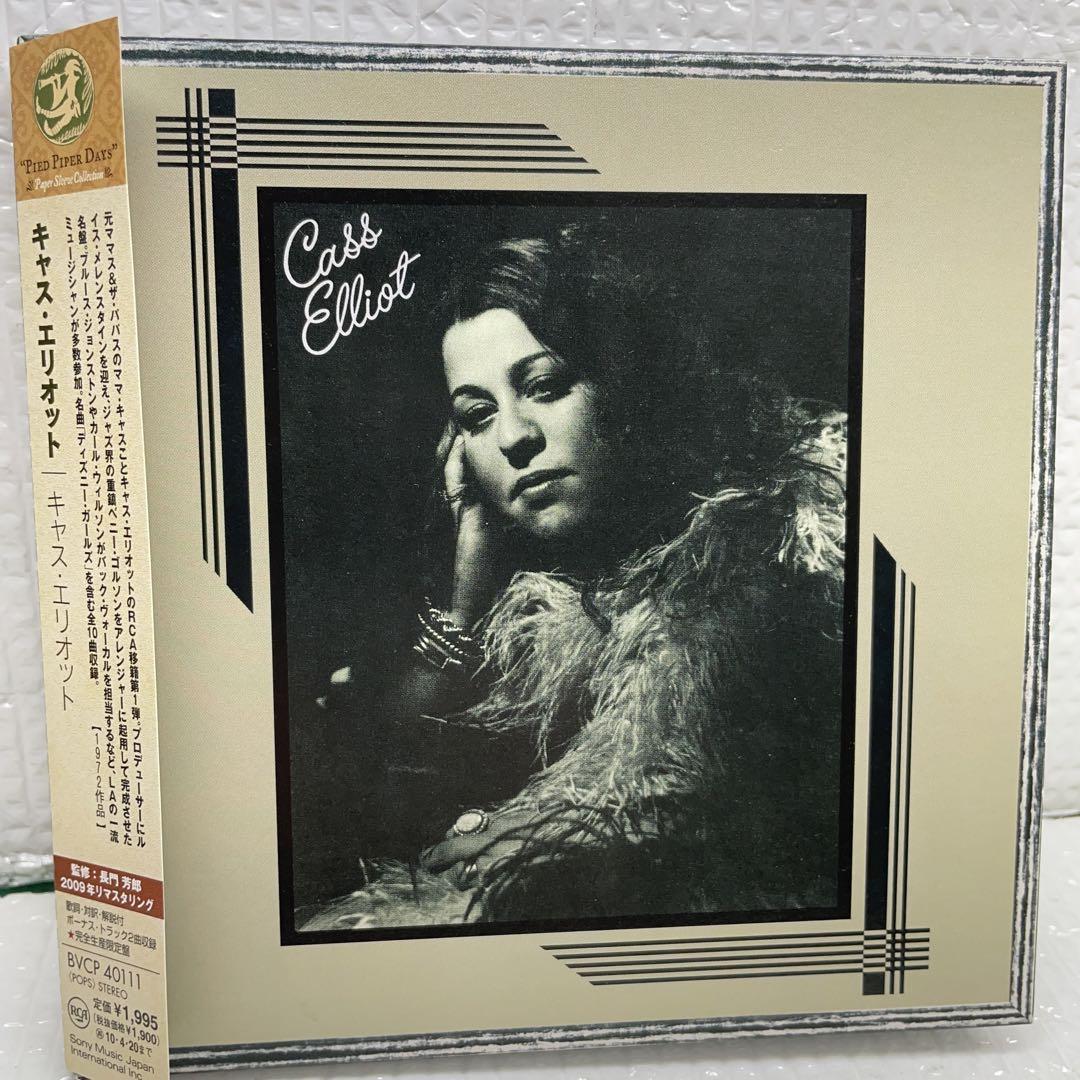 "PIED PIPER DAYS"
Paper Sleeve Collection
キャス・エリオット│キャス・エリオット
元ママス&ザ・パパスのママ・キャスことキャス・エリオットのRCA移籍第1弾。プロデューサーにル
イス・メレンスタインを迎え、ジャズ界の重鎮ベニー・ゴルソンをアレンジャーに起用して完成させた
名盤。ブルース・ジョンストンやカール・ウィルソンがバック・ヴォーカルを担当するなど、LAの一流
ミュージシャンが多数参加。名曲「ディズニー・ガールズ」を含む全10曲収録。
【1972作品】
監修:長門 芳郎
2009年リマスタリング
歌詞・対訳・解説付
ボーナス・トラック2曲収録
★完全生産限定盤
BVCP 40111
(POPS) STEREO
RCA
定価 ¥1,995
(税抜価格¥1,900)
10・4・20まで
Sony Music Japan
International Inc.
Cass
Elliot